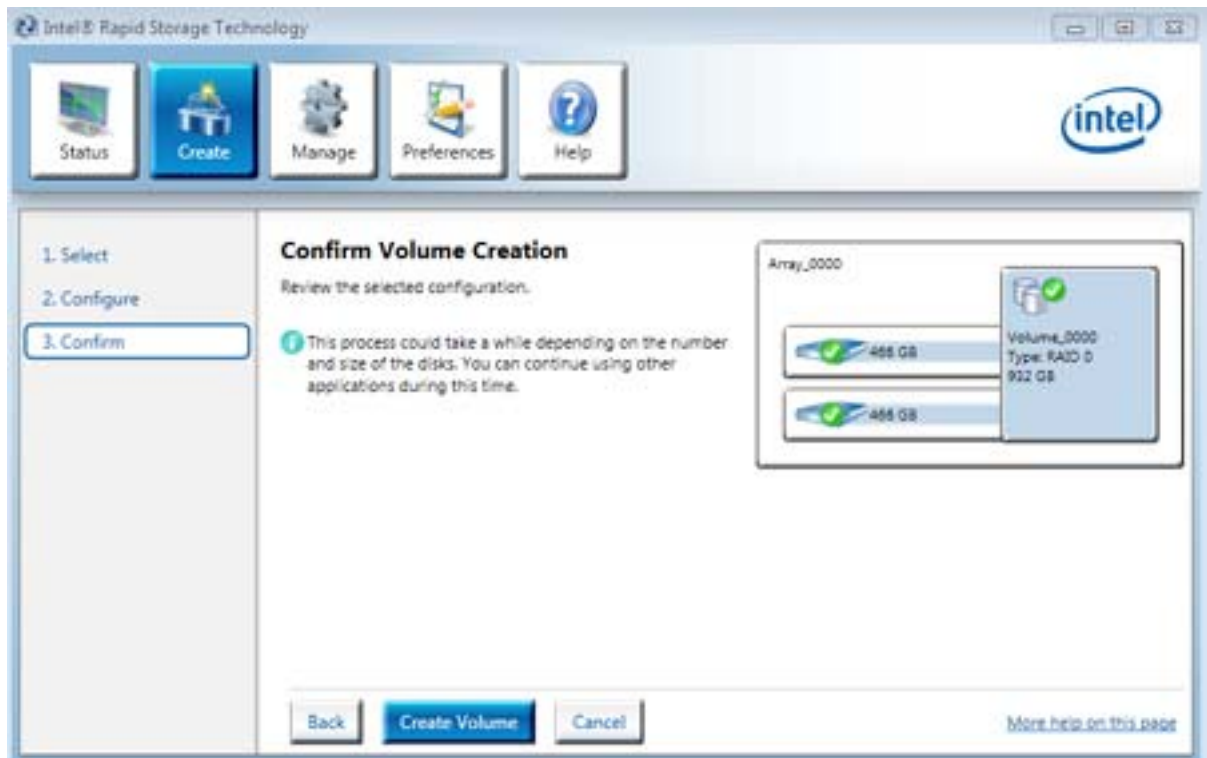 Intel® Rapid Storage Technology
Status
Create
Manage
Preferences
Help
intel
1. Select
2. Configure
3. Confirm
Confirm Volume Creation
Review the selected configuration.
This process could take a while depending on the number
and size of the disks. You can continue using other
applications during this time.
Array_0000
466 GB
466 GB
Volume_0000
Type: RAID 0
932 GB
Back
Create Volume
Cancel
More help on this page